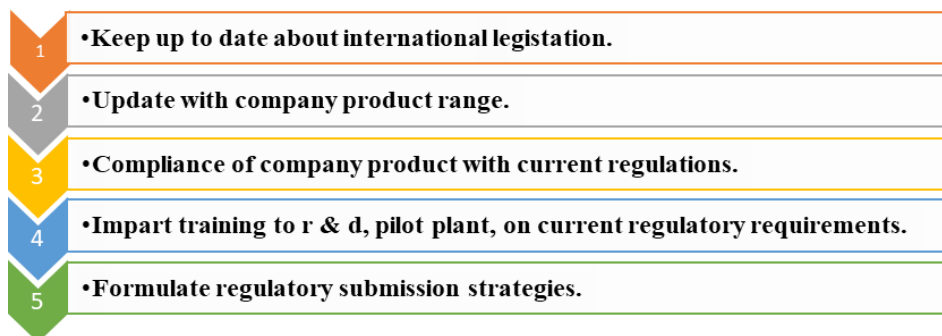 1 •Keep up to date about international legistation.
2 •Update with company product range.
3 •Compliance of company product with current regulations.
4 •Impart training to r & d, pilot plant, on current regulatory requirements.
5 •Formulate regulatory submission strategies.